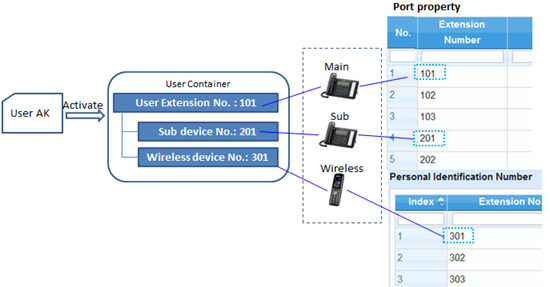 Port property
No.
Extension
Number
1
101
2
102
3
103
4
201
5
202
Personal Identification Number
Index
Extension No.
1
301
2
302
3
303
User AK
Activate
User Container
User Extension No. : 101
Sub device No.: 201
Wireless device No.: 301
Main
Sub
Wireless